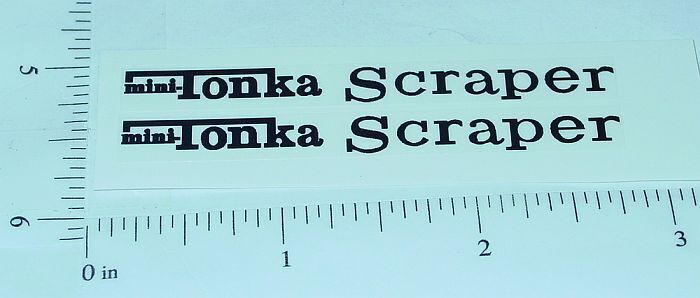 mini-Tonka Scraper
mini-Tonka Scraper
5
6
0 in 1 2 3